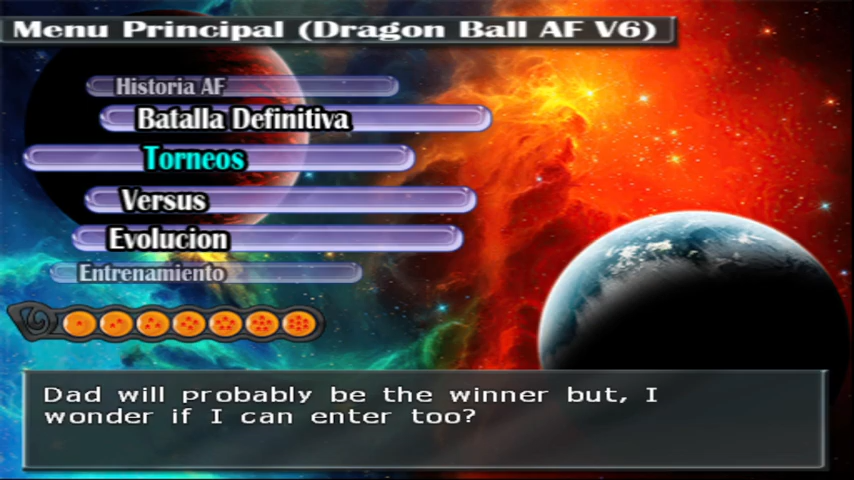 Menu Principal (Dragon Ball AF V6)
Historia AF
Batalla Definitiva
Torneos
Versus
Evolucion
Entrenamiento
Dad will probably be the winner but, I
wonder if I can enter too?